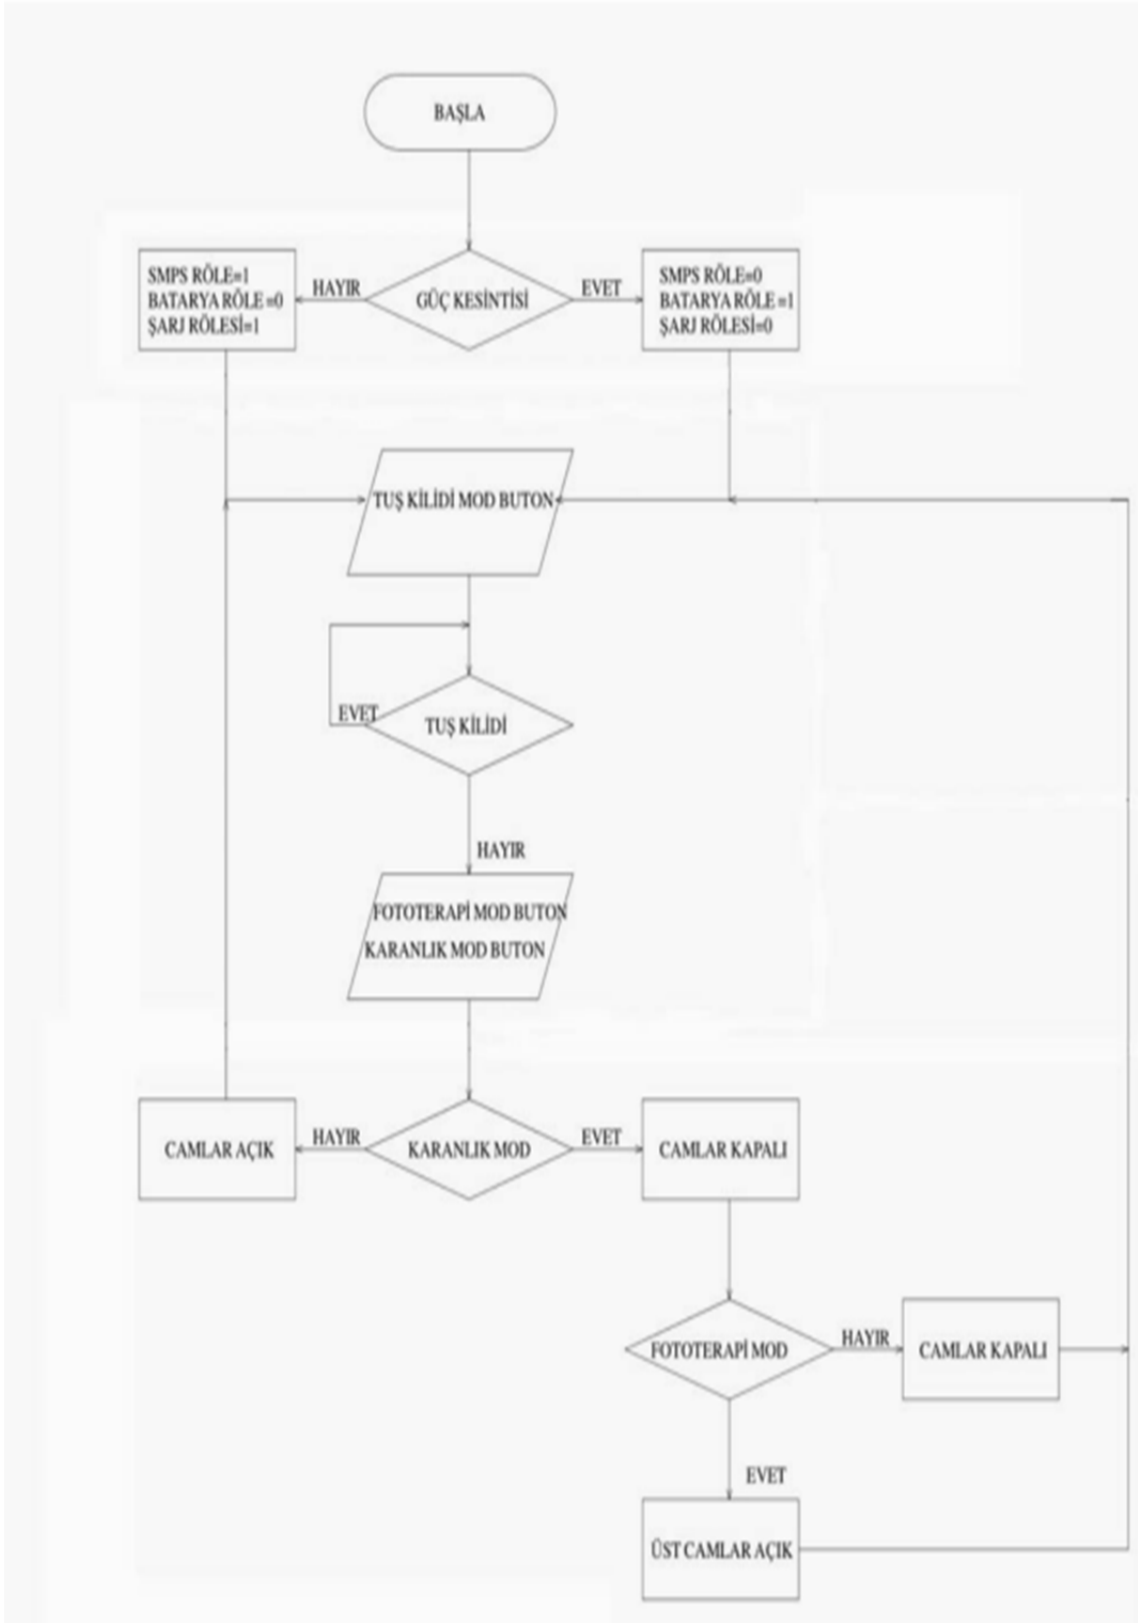 BAŞLA
SMPS RÖLE=1
BATARYA RÖLE =0
ŞARJ RÖLESİ=1
HAYIR
GÜÇ KESİNTİSİ
EVET
SMPS RÖLE=0
BATARYA RÖLE =1
ŞARJ RÖLESİ=0
TUŞ KİLİDİ MOD BUTON
EVET
TUŞ KİLİDİ
HAYIR
FOTOTERAPİ MOD BUTON
KARANLIK MOD BUTON
CAMLAR AÇIK
HAYIR
KARANLIK MOD
EVET
CAMLAR KAPALI
FOTOTERAPİ MOD
HAYIR
CAMLAR KAPALI
EVET
ÜST CAMLAR AÇIK